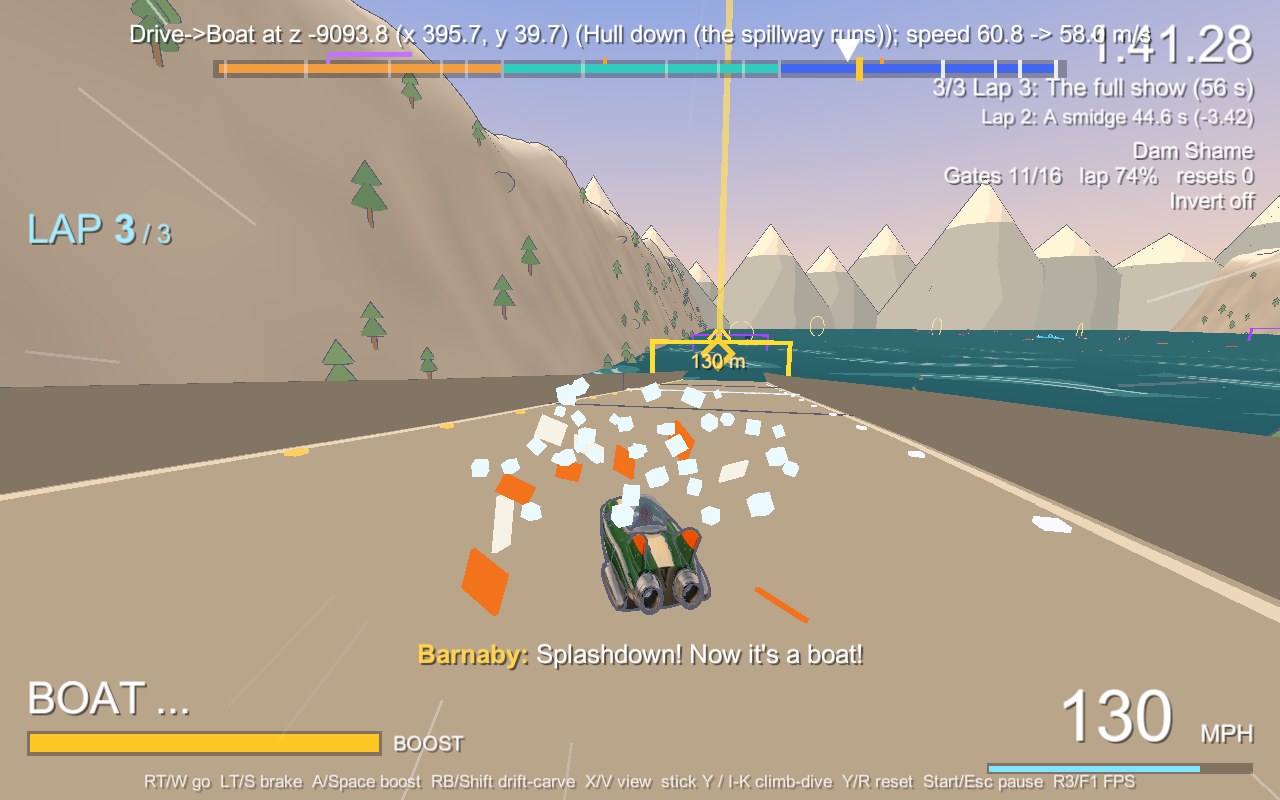 Drive->Boat at z -9093.8 (x 395.7, y 39.7) (Hull down (the spillway runs)); speed 60.8 -> 58.0 m/s
1:41.28
3/3 Lap 3: The full show (56 s)
Lap 2: A smidge 44.6 s (-3.42)
Dam Shame
Gates 11/16 lap 74% resets 0
Invert off
LAP 3 / 3
130 m
Barnaby: Splashdown! Now it's a boat!
BOAT ...
BOOST
130 MPH
RT/W go LT/S brake A/Space boost RB/Shift drift-carve X/V view stick Y / I-K climb-dive Y/R reset Start/Esc pause R3/F1 FPS